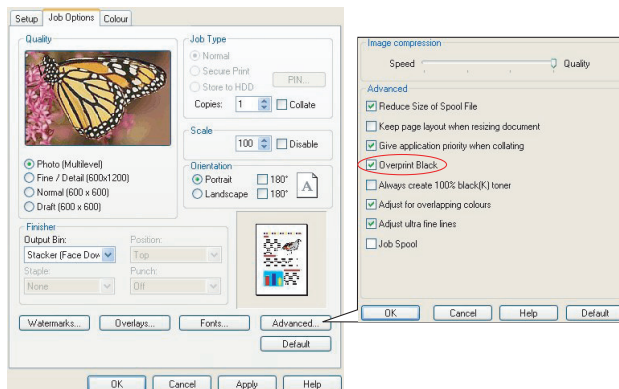 Setup Job Options Colour
Quality
Photo (Multilevel)
Fine / Detail (600x1200)
Normal (600 x 600)
Draft (600 x 600)
Job Type
Normal
Secure Print
Store to HDD
PIN...
Copies: 1 Collate
Scale
100 Disable
Orientation
Portrait 180°
Landscape 180°
A
Finisher
Output Bin: Position:
Stacker (Face Dow Top
Staple: Punch:
None Off
Watermarks... Overlays... Fonts... Advanced...
Default
OK Cancel Apply Help
Image compression
Speed Quality
Advanced
Reduce Size of Spool File
Keep page layout when resizing document
Give application priority when collating
Overprint Black
Always create 100% black(K) toner
Adjust for overlapping colours
Adjust ultra fine lines
Job Spool
OK Cancel Help Default